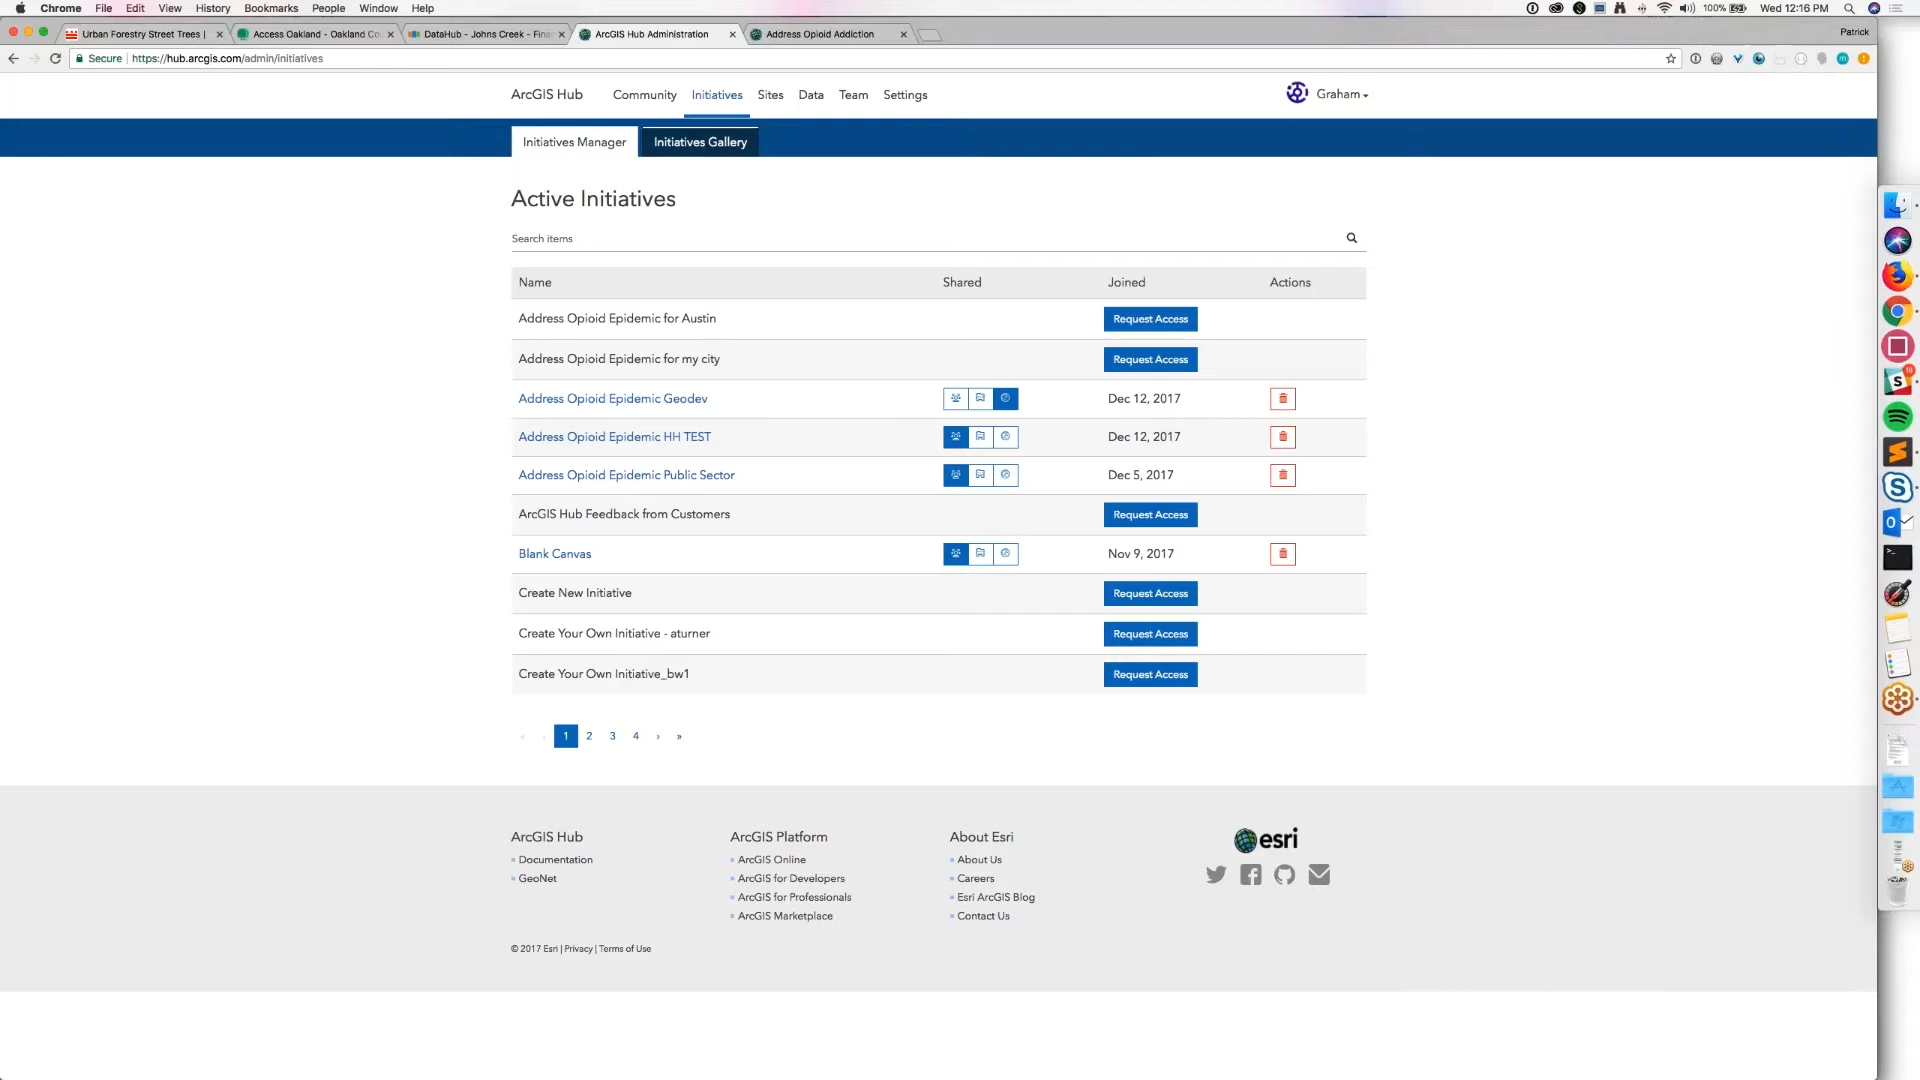 Chrome File Edit View History Bookmarks People Window Help 100% Wed 12:16 PM
Urban Forestry Street Trees | Access Oakland - Oakland Co DataHub - Johns Creek - Fina ArcGIS Hub Administration Address Opioid Addiction Patrick
Secure | https://hub.arcgis.com/admin/initiatives
ArcGIS Hub Community Initiatives Sites Data Team Settings Graham
Initiatives Manager Initiatives Gallery
Active Initiatives
Search items
Name Shared Joined Actions
Address Opioid Epidemic for Austin Request Access
Address Opioid Epidemic for my city Request Access
Address Opioid Epidemic Geodev Dec 12, 2017
Address Opioid Epidemic HH TEST Dec 12, 2017
Address Opioid Epidemic Public Sector Dec 5, 2017
ArcGIS Hub Feedback from Customers Request Access
Blank Canvas Nov 9, 2017
Create New Initiative Request Access
Create Your Own Initiative - aturner Request Access
Create Your Own Initiative_bw1 Request Access
« ‹ 1 2 3 4 › »
ArcGIS Hub ArcGIS Platform About Esri esri
Documentation ArcGIS Online About Us
GeoNet ArcGIS for Developers Careers
ArcGIS for Professionals Esri ArcGIS Blog
ArcGIS Marketplace Contact Us
© 2017 Esri | Privacy | Terms of Use